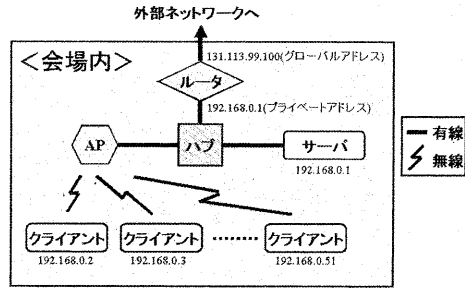 外部ネットワークへ
＜会場内＞
131.113.99.100(グローバルアドレス)
ルータ
192.168.0.1(プライベートアドレス)
AP
ハブ
サーバ
192.168.0.1
有線
無線
クライアント
クライアント
クライアント
192.168.0.2
192.168.0.3
192.168.0.51